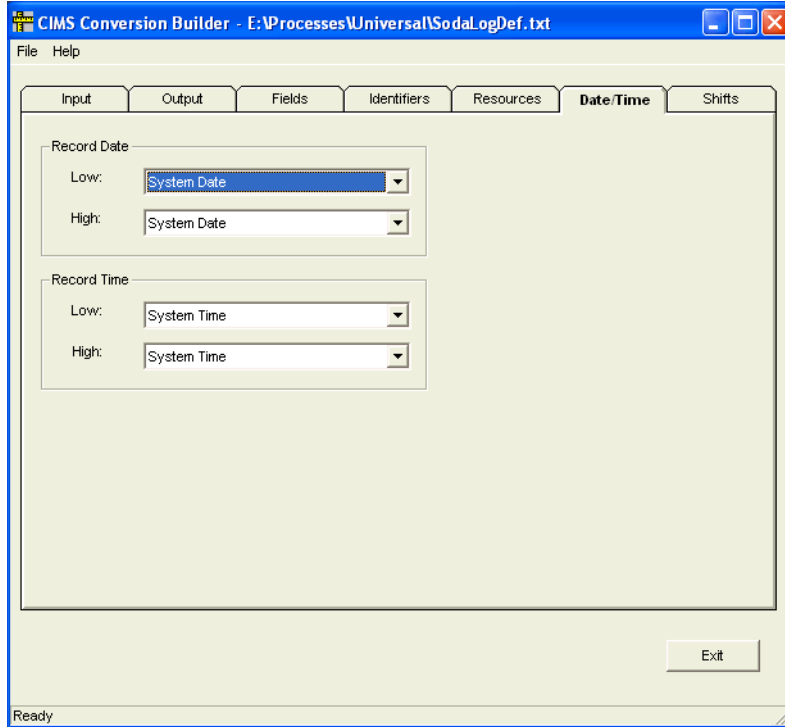 CIMS Conversion Builder - E:\Processes\Universal\SodaLogDef.txt
File Help
Input Output Fields Identifiers Resources Date/Time Shifts
Record Date
Low: System Date
High: System Date
Record Time
Low: System Time
High: System Time
Exit
Ready